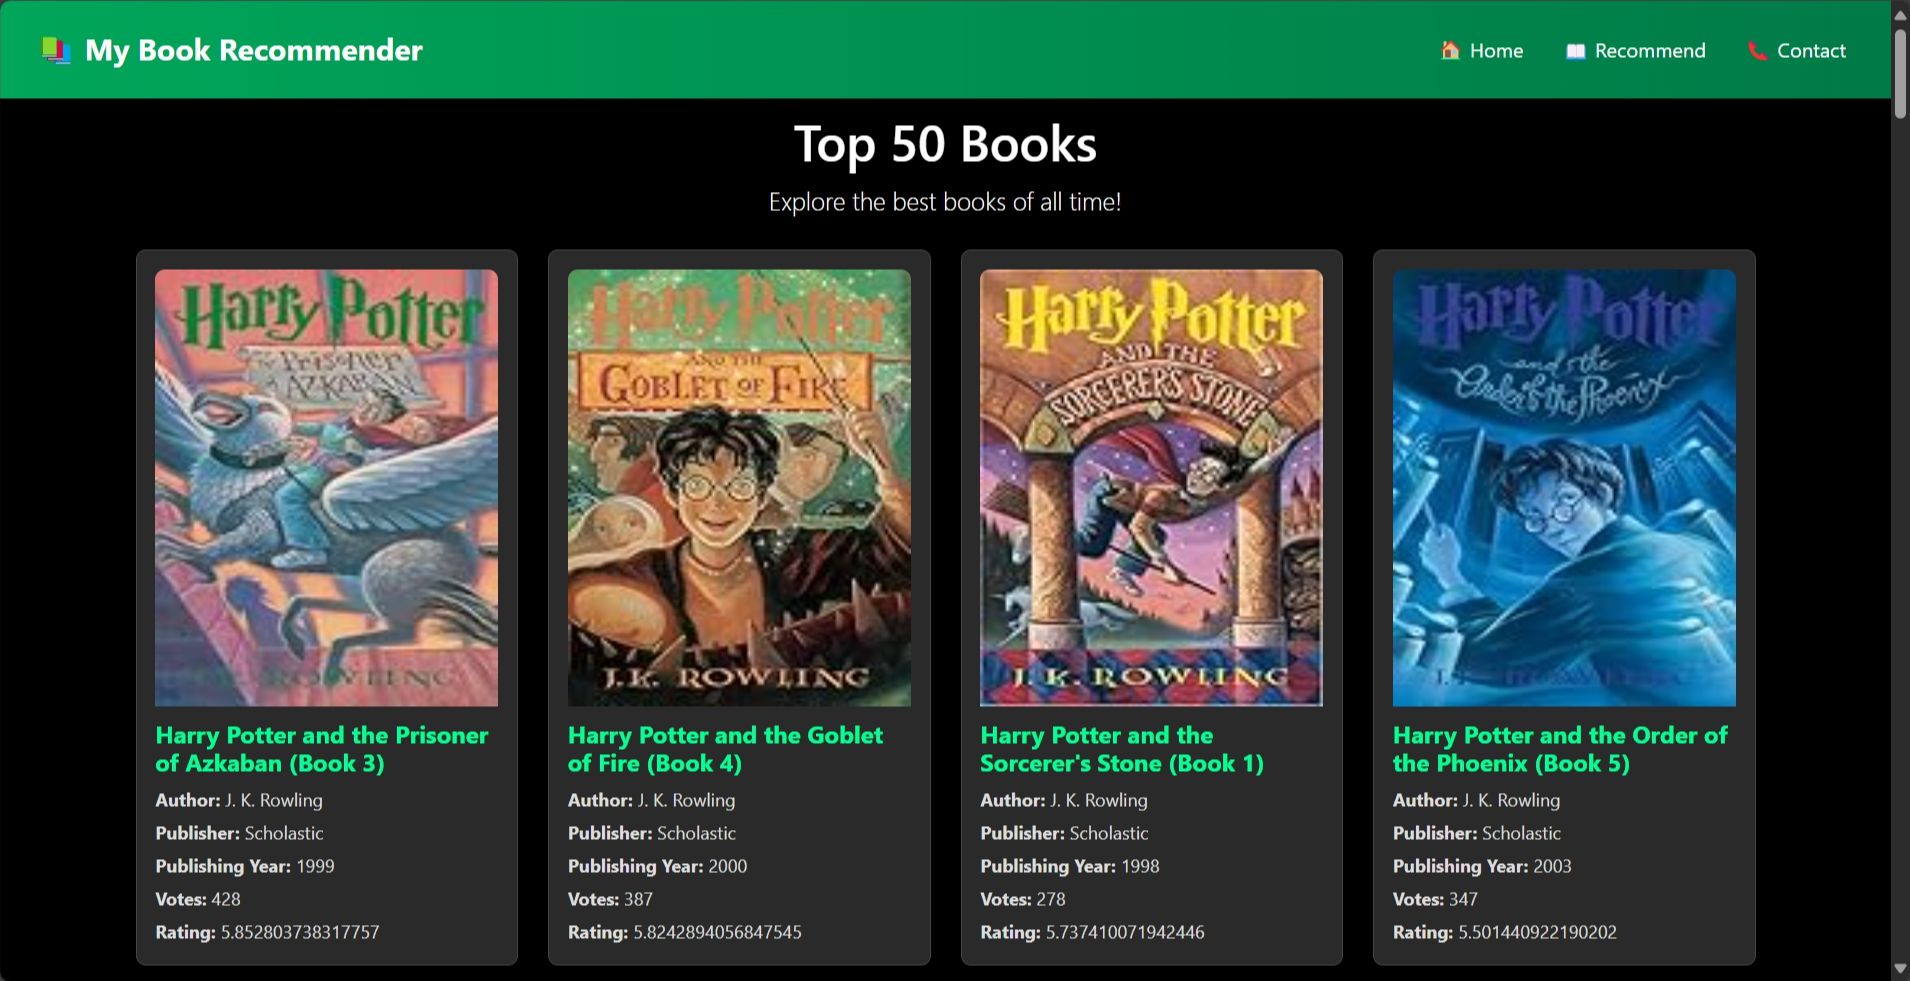 My Book Recommender
Home
Recommend
Contact
Top 50 Books
Explore the best books of all time!
Harry Potter
and the
Prisoner
of AZKABAN
J.K. ROWLING
Harry Potter and the Prisoner
of Azkaban (Book 3)
Author: J. K. Rowling
Publisher: Scholastic
Publishing Year: 1999
Votes: 428
Rating: 5.852803738317757
Harry Potter
AND THE
GOBLET OF FIRE
J.K. ROWLING
Harry Potter and the Goblet
of Fire (Book 4)
Author: J. K. Rowling
Publisher: Scholastic
Publishing Year: 2000
Votes: 387
Rating: 5.8242894056847545
Harry Potter
AND THE
SORCERER'S STONE
J. K. ROWLING
Harry Potter and the
Sorcerer's Stone (Book 1)
Author: J. K. Rowling
Publisher: Scholastic
Publishing Year: 1998
Votes: 278
Rating: 5.737410071942446
Harry Potter
and the
Order of the Phoenix
J.K. ROWLING
Harry Potter and the Order of
the Phoenix (Book 5)
Author: J. K. Rowling
Publisher: Scholastic
Publishing Year: 2003
Votes: 347
Rating: 5.501440922190202